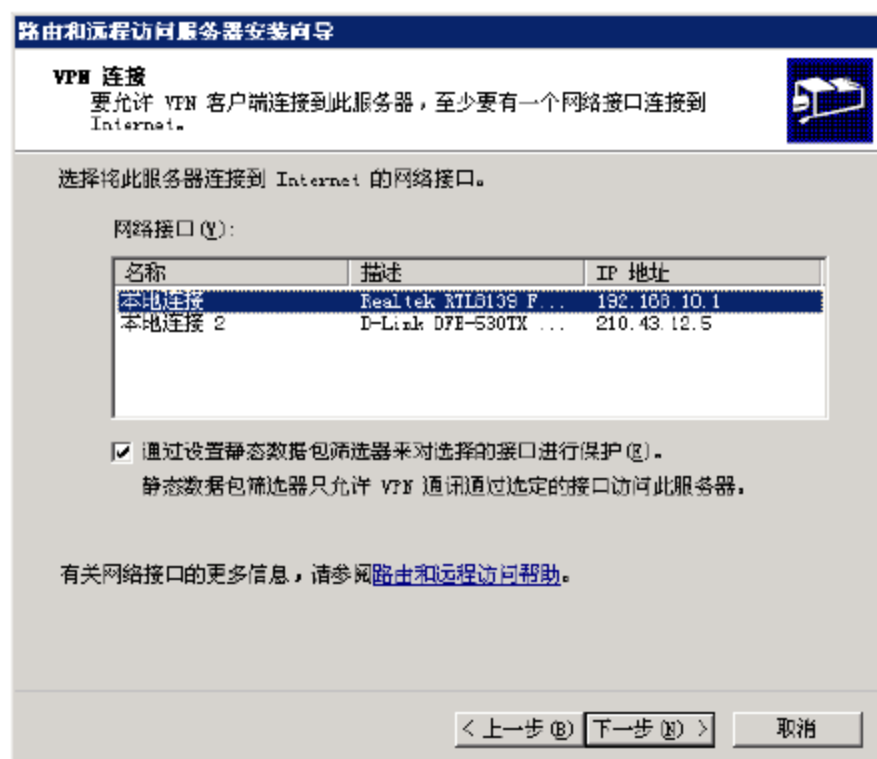 路由和远程访问服务器安装向导
VPN 连接
要允许 VPN 客户端连接到此服务器，至少要有一个网络接口连接到
Internet。
选择将此服务器连接到 Internet 的网络接口。
网络接口(V):
名称 描述 IP 地址
本地连接 Realtek RTL8139 F... 192.168.10.1
本地连接 2 D-Link DFE-530TX ... 210.43.12.5
通过设置静态数据包筛选器来对选择的接口进行保护(E)。
静态数据包筛选器只允许 VPN 通讯通过选定的接口访问此服务器。
有关网络接口的更多信息，请参阅路由和远程访问帮助。
< 上一步(B) 下一步(N) > 取消